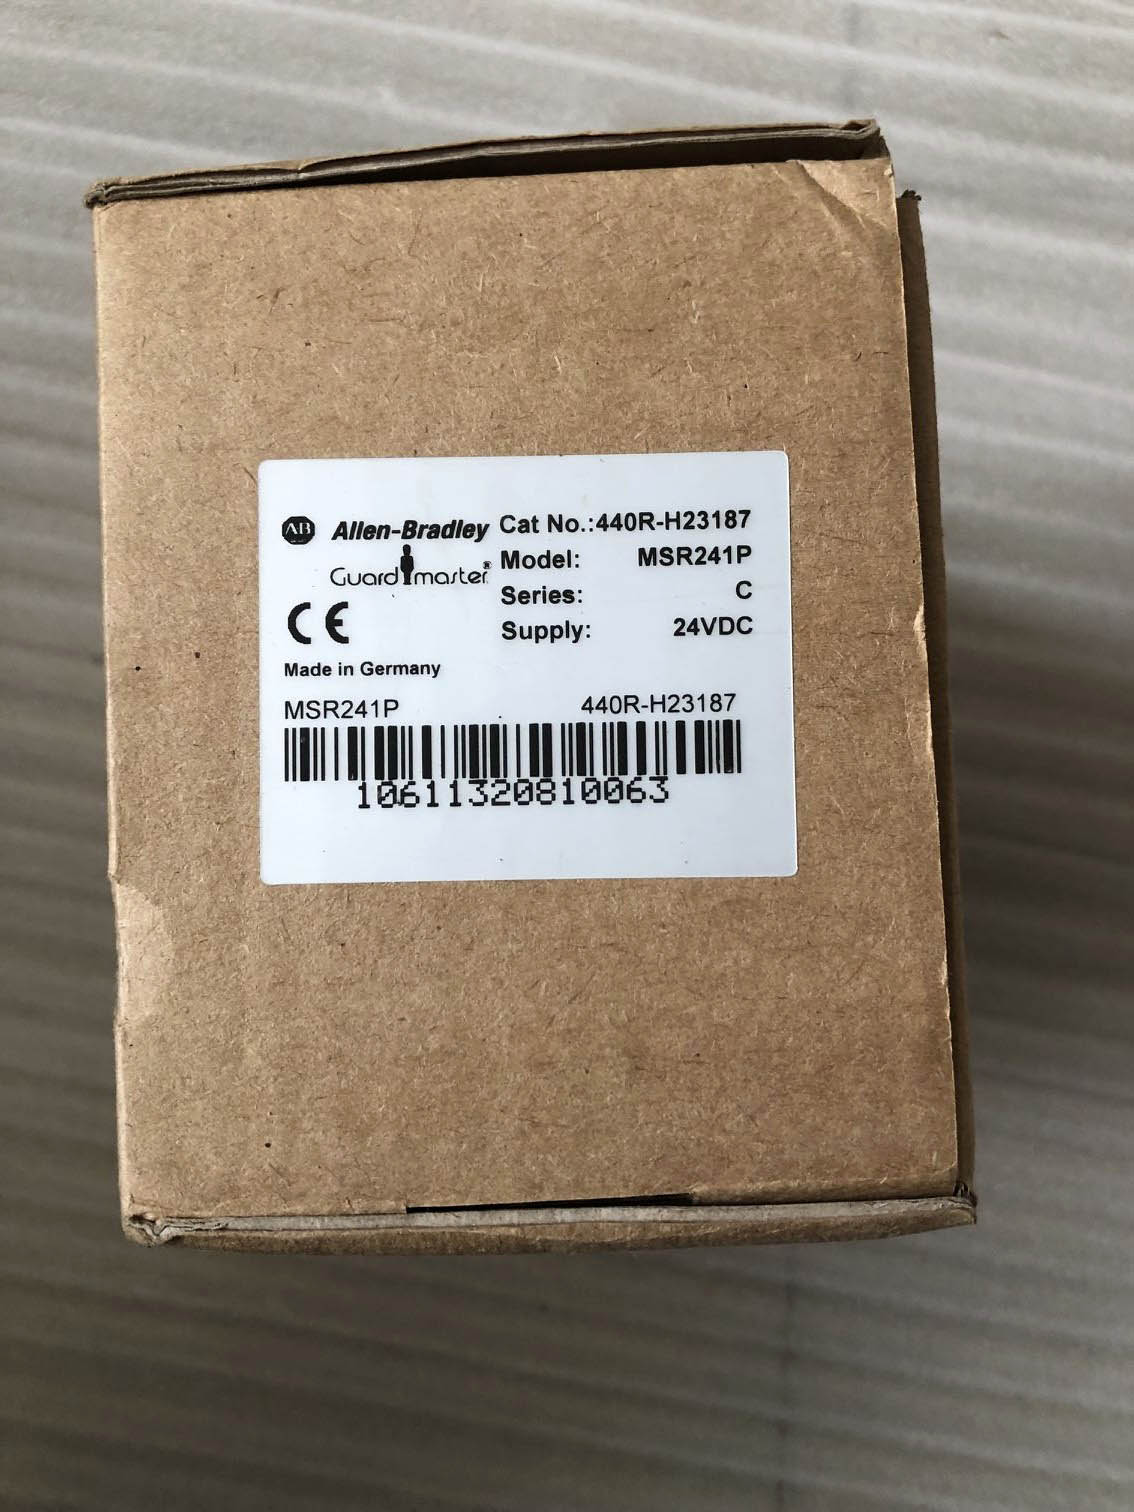 AB Allen-Bradley Cat No.:440R-H23187
Guardmaster® Model: MSR241P
Series: C
CE Supply: 24VDC
Made in Germany
MSR241P 440R-H23187
10611320810063